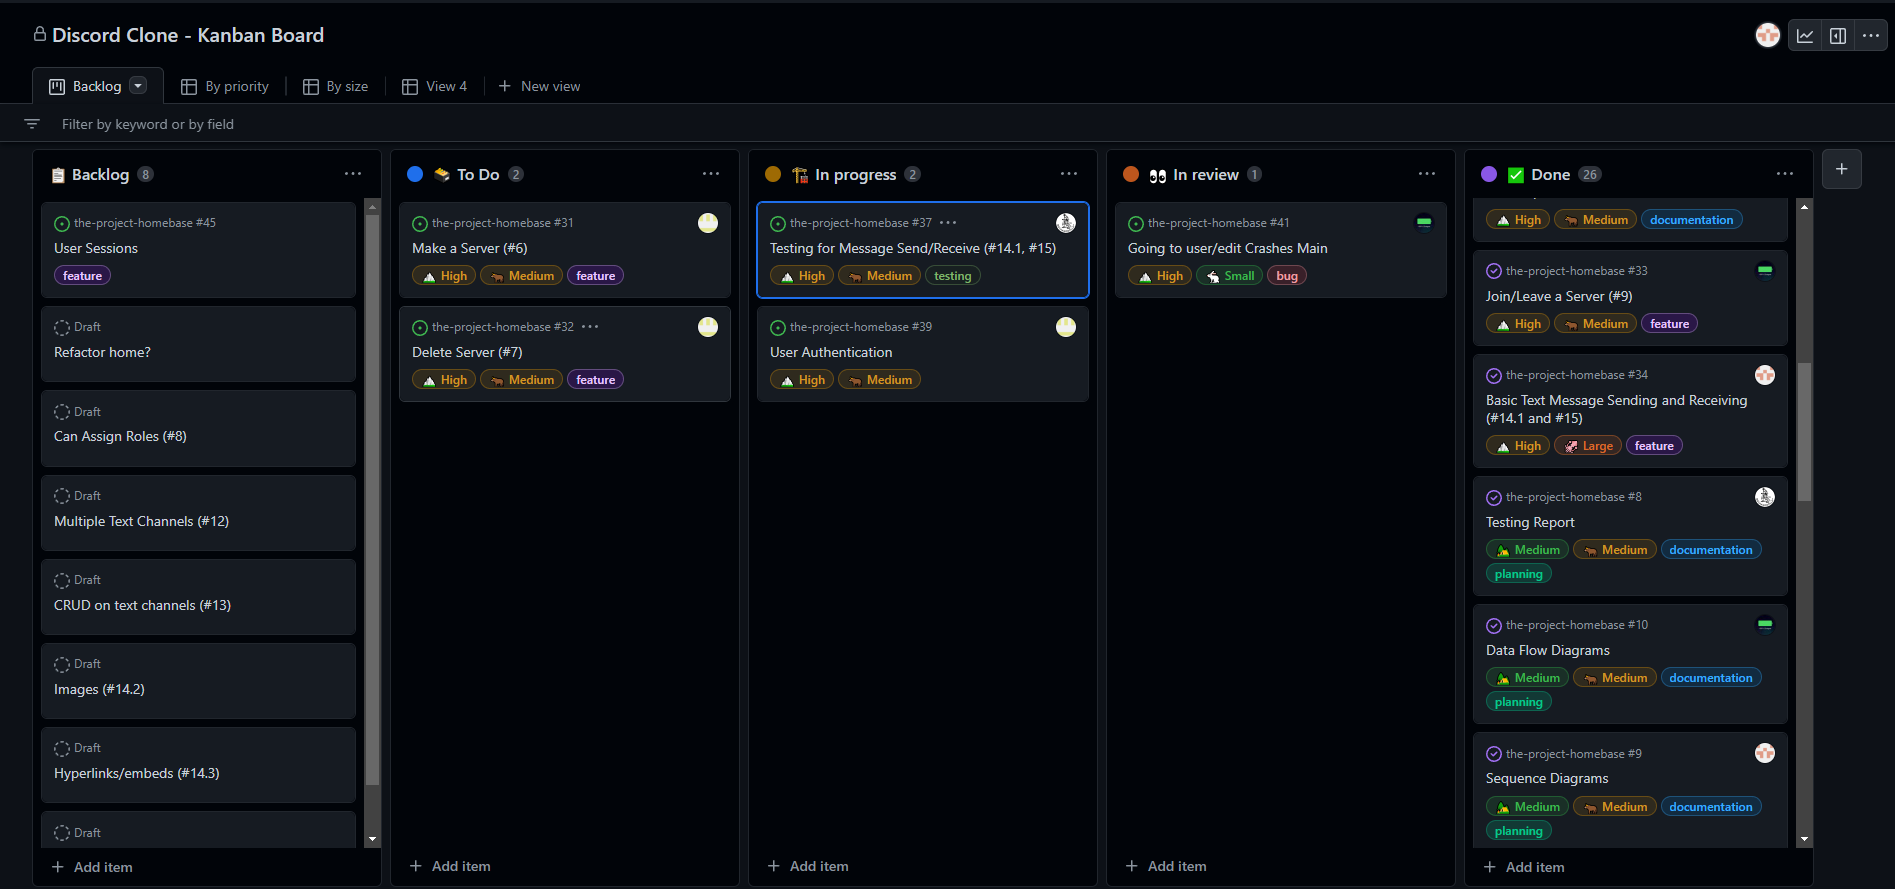 Discord Clone - Kanban Board
Backlog
By priority
By size
View 4
New view
Filter by keyword or by field
Backlog 8
the-project-homebase #45
User Sessions
feature
Draft
Refactor home?
Draft
Can Assign Roles (#8)
Draft
Multiple Text Channels (#12)
Draft
CRUD on text channels (#13)
Draft
Images (#14.2)
Draft
Hyperlinks/embeds (#14.3)
Draft
Add item
To Do 2
the-project-homebase #31
Make a Server (#6)
High Medium feature
the-project-homebase #32
Delete Server (#7)
High Medium feature
Add item
In progress 2
the-project-homebase #37
Testing for Message Send/Receive (#14.1, #15)
High Medium testing
the-project-homebase #39
User Authentication
High Medium
Add item
In review 1
the-project-homebase #41
Going to user/edit Crashes Main
High Small bug
Add item
Done 26
High Medium documentation
the-project-homebase #33
Join/Leave a Server (#9)
High Medium feature
the-project-homebase #34
Basic Text Message Sending and Receiving
(#14.1 and #15)
High Large feature
the-project-homebase #8
Testing Report
Medium Medium documentation
planning
the-project-homebase #10
Data Flow Diagrams
Medium Medium documentation
planning
the-project-homebase #9
Sequence Diagrams
Medium Medium documentation
planning
Add item